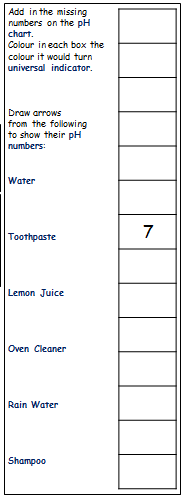 Add in the missing
numbers on the pH
chart.
Colour in each box the
colour it would turn
universal indicator.
Draw arrows
from the following
to show their pH
numbers:
Water
Toothpaste
7
Lemon Juice
Oven Cleaner
Rain Water
Shampoo